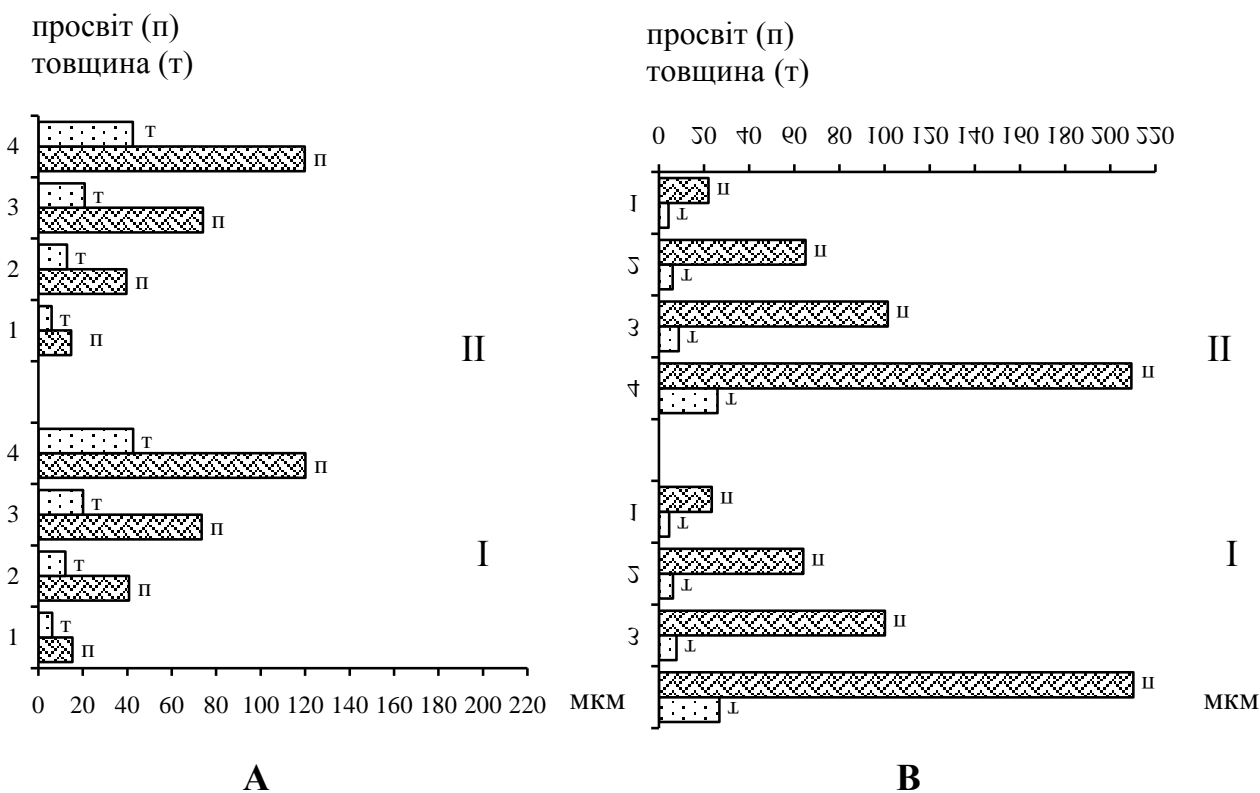 просвіт (п)
товщина (т)
4
т
п
3
т
п
2
т
п
1
т
п
II
4
т
п
3
т
п
2
т
п
1
т
п
I
0 20 40 60 80 100 120 140 160 180 200 220 мкм
А
просвіт (п)
товщина (т)
0 20 40 60 80 100 120 140 160 180 200 220
1
п
т
2
п
т
3
п
т
4
п
т
II
1
п
т
2
п
т
3
п
т
п
т
I
мкм
В